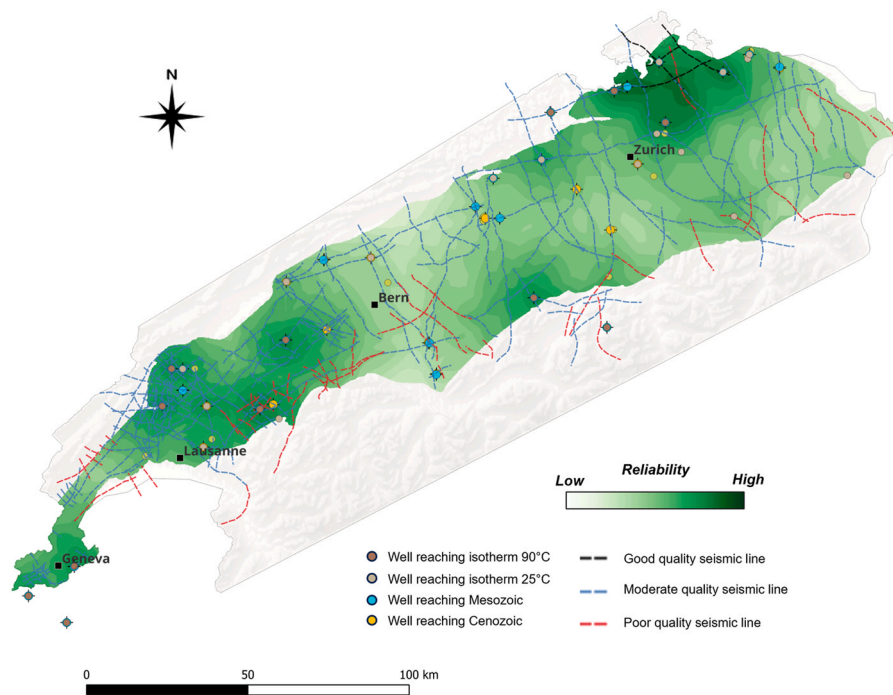 N
Zurich
Bern
Lausanne
Geneva
Reliability
Low High
Well reaching isotherm 90°C
Well reaching isotherm 25°C
Well reaching Mesozoic
Well reaching Cenozoic
Good quality seismic line
Moderate quality seismic line
Poor quality seismic line
0 50 100 km